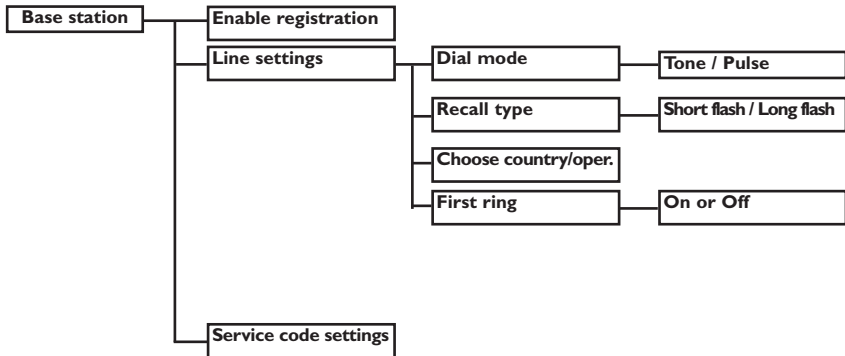 Base station
Enable registration
Line settings
Dial mode
Tone / Pulse
Recall type
Short flash / Long flash
Choose country/oper.
First ring
On or Off
Service code settings